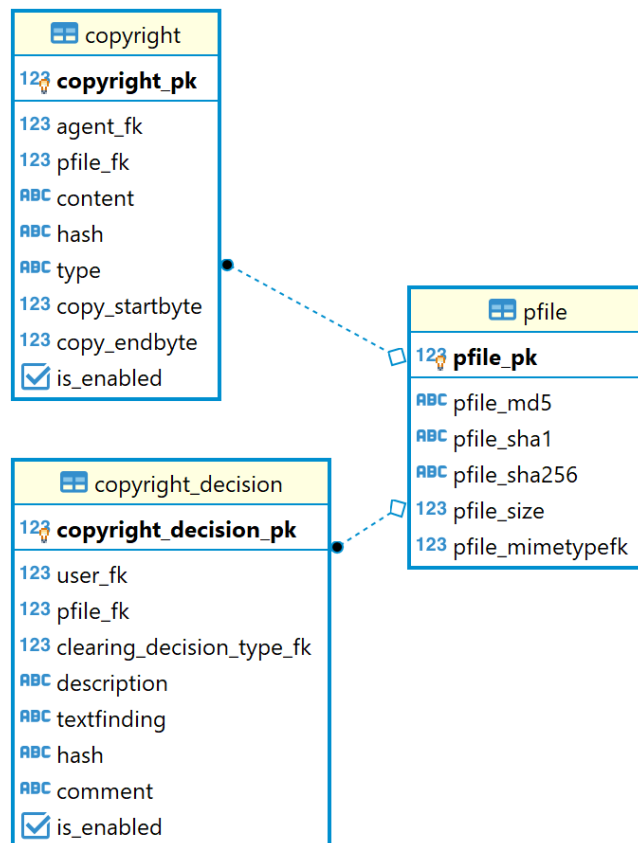 copyright
123 copyright_pk
123 agent_fk
123 pfile_fk
ABC content
ABC hash
ABC type
123 copy_startbyte
123 copy_endbyte
is_enabled
pfile
123 pfile_pk
ABC pfile_md5
ABC pfile_sha1
ABC pfile_sha256
123 pfile_size
123 pfile_mimetypefk
copyright_decision
123 copyright_decision_pk
123 user_fk
123 pfile_fk
123 clearing_decision_type_fk
ABC description
ABC textfinding
ABC hash
ABC comment
is_enabled